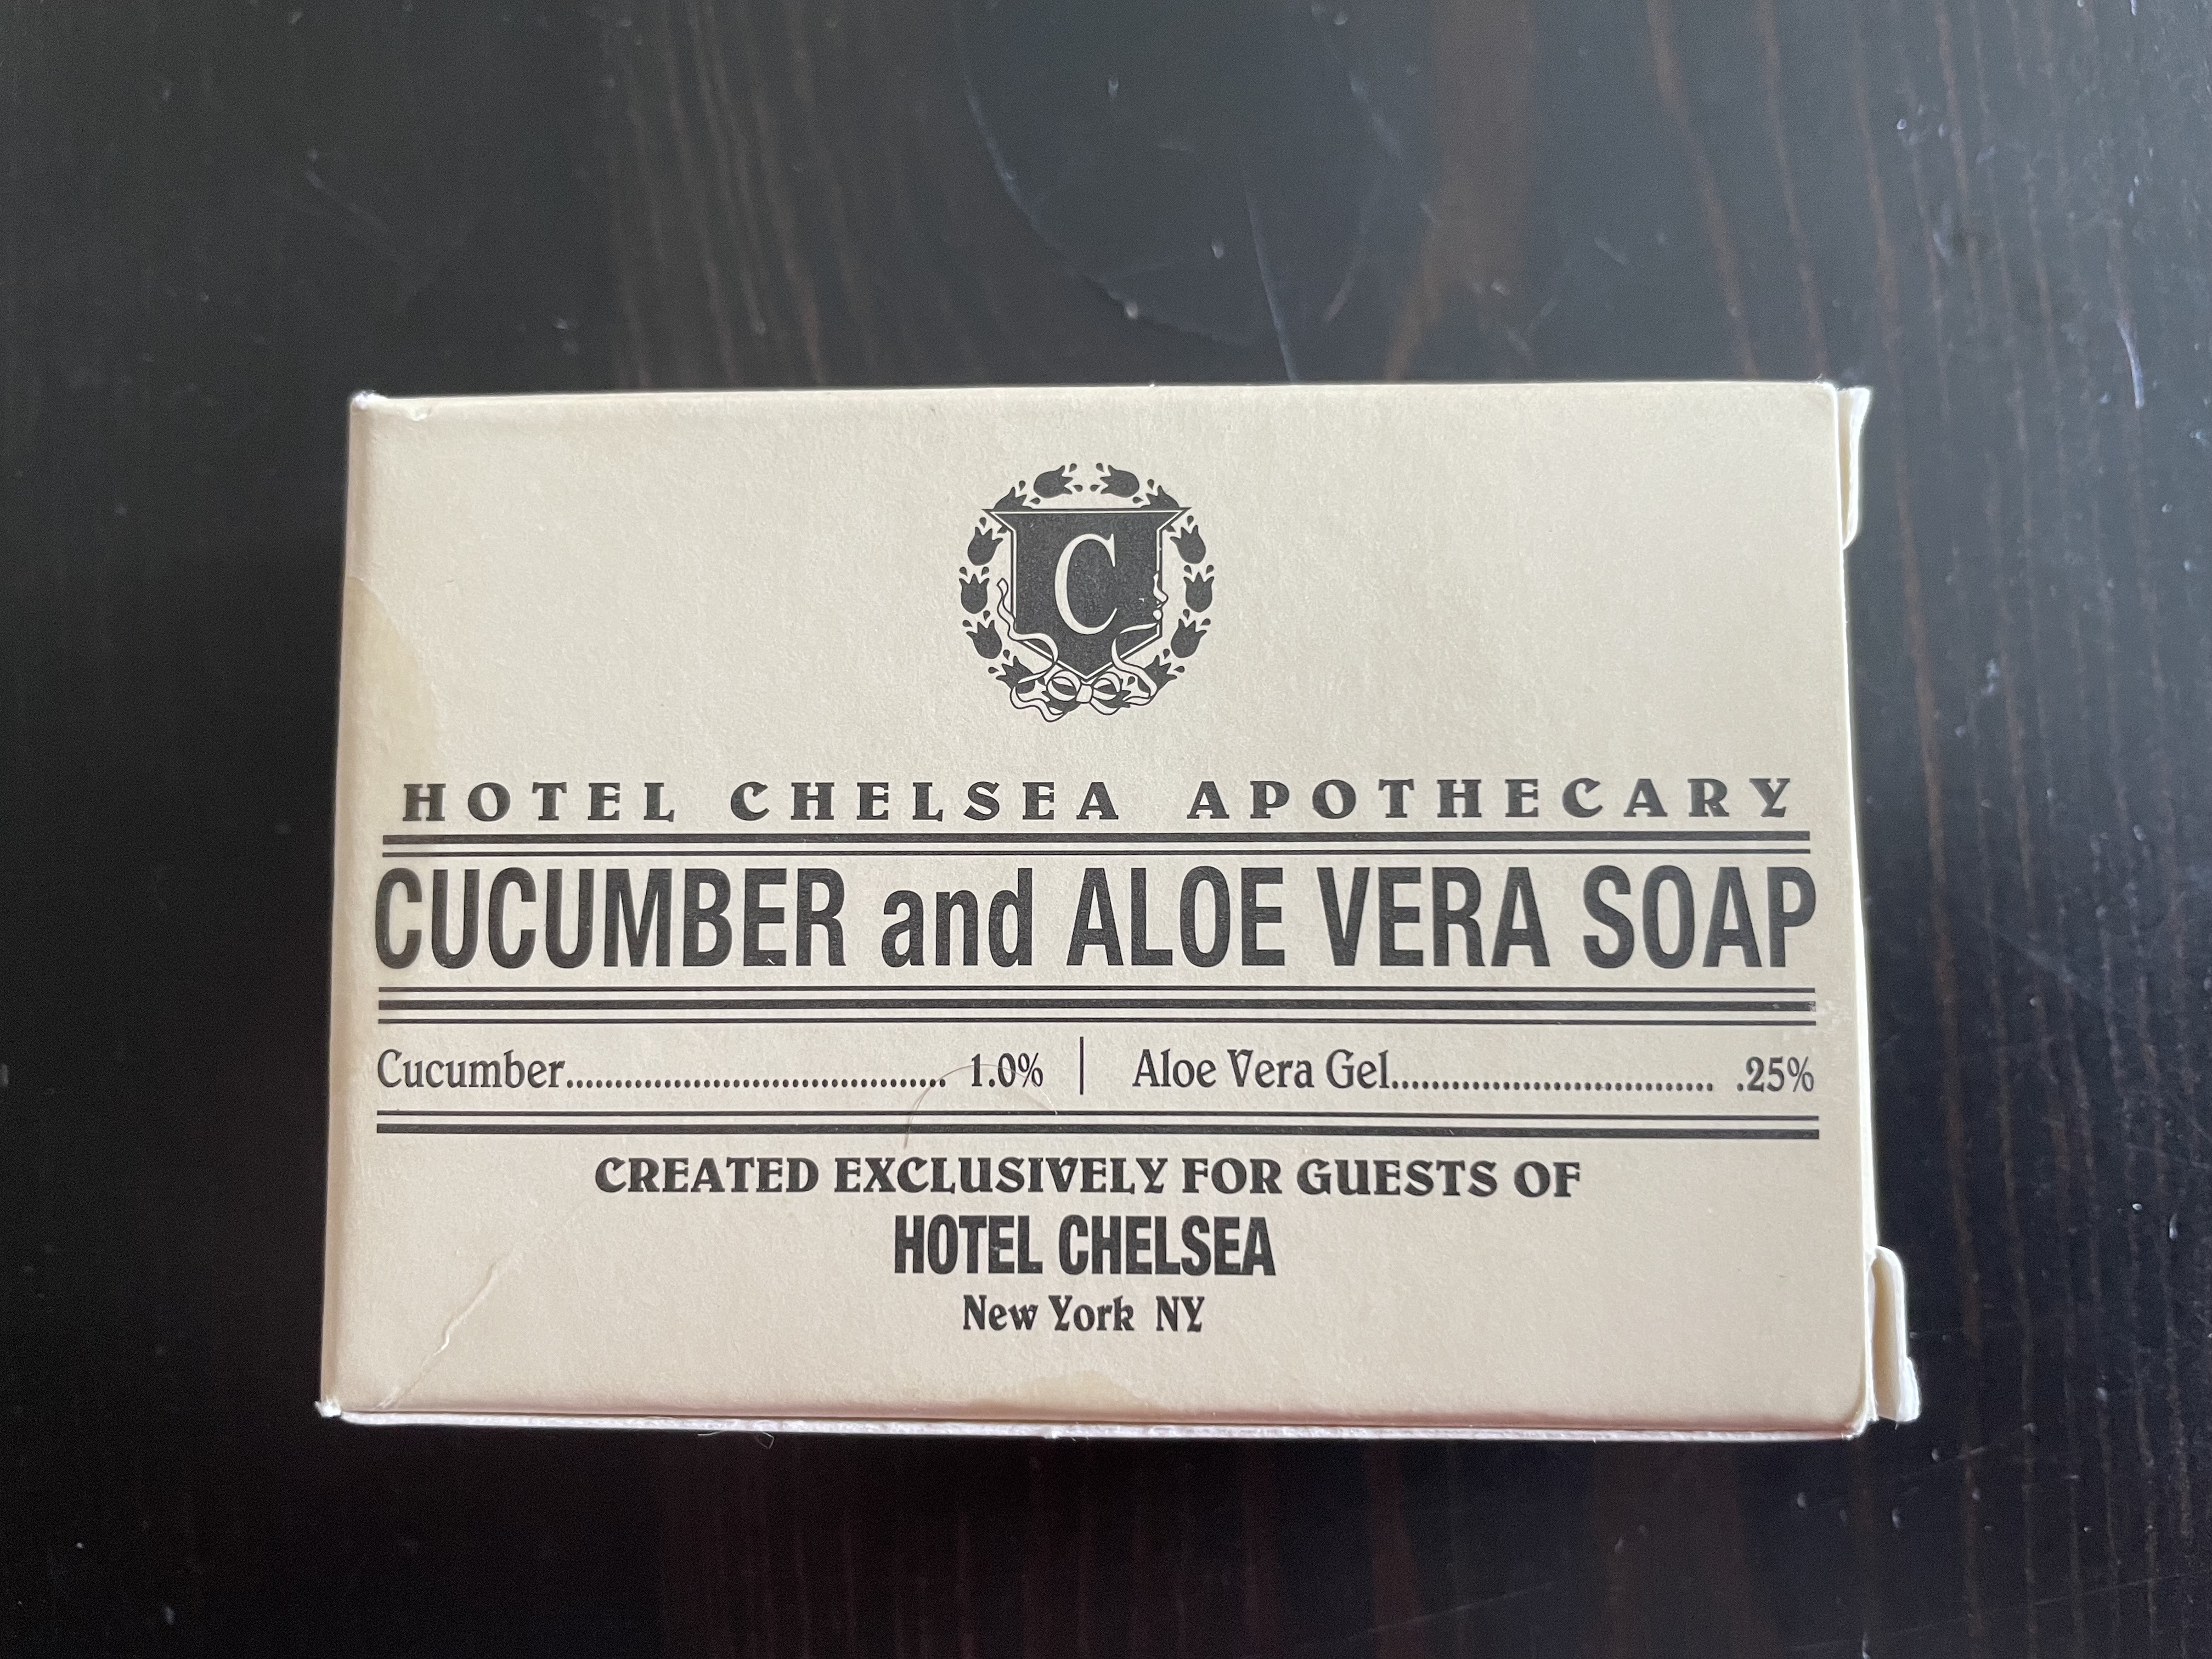 C
HOTEL CHELSEA APOTHECARY
CUCUMBER and ALOE VERA SOAP
Cucumber........................................ 1.0% | Aloe Vera Gel.................................. .25%
CREATED EXCLUSIVELY FOR GUESTS OF
HOTEL CHELSEA
New York NY